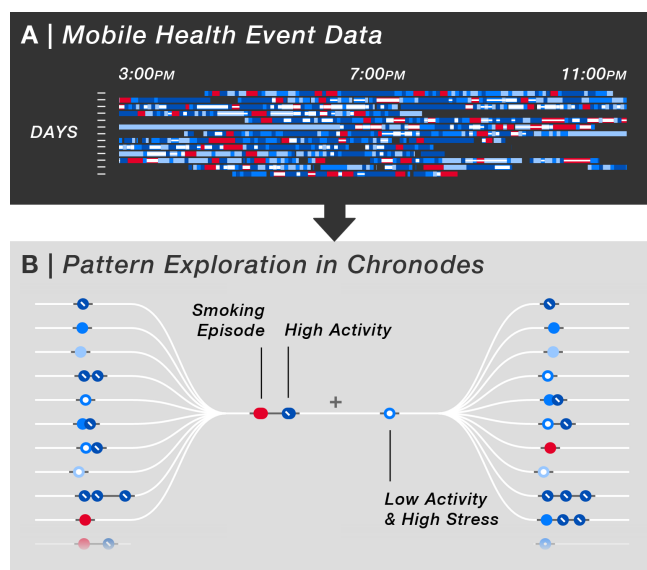 A | Mobile Health Event Data
3:00PM 7:00PM 11:00PM
DAYS
B | Pattern Exploration in Chronodes
Smoking
Episode
High Activity
+
Low Activity
& High Stress